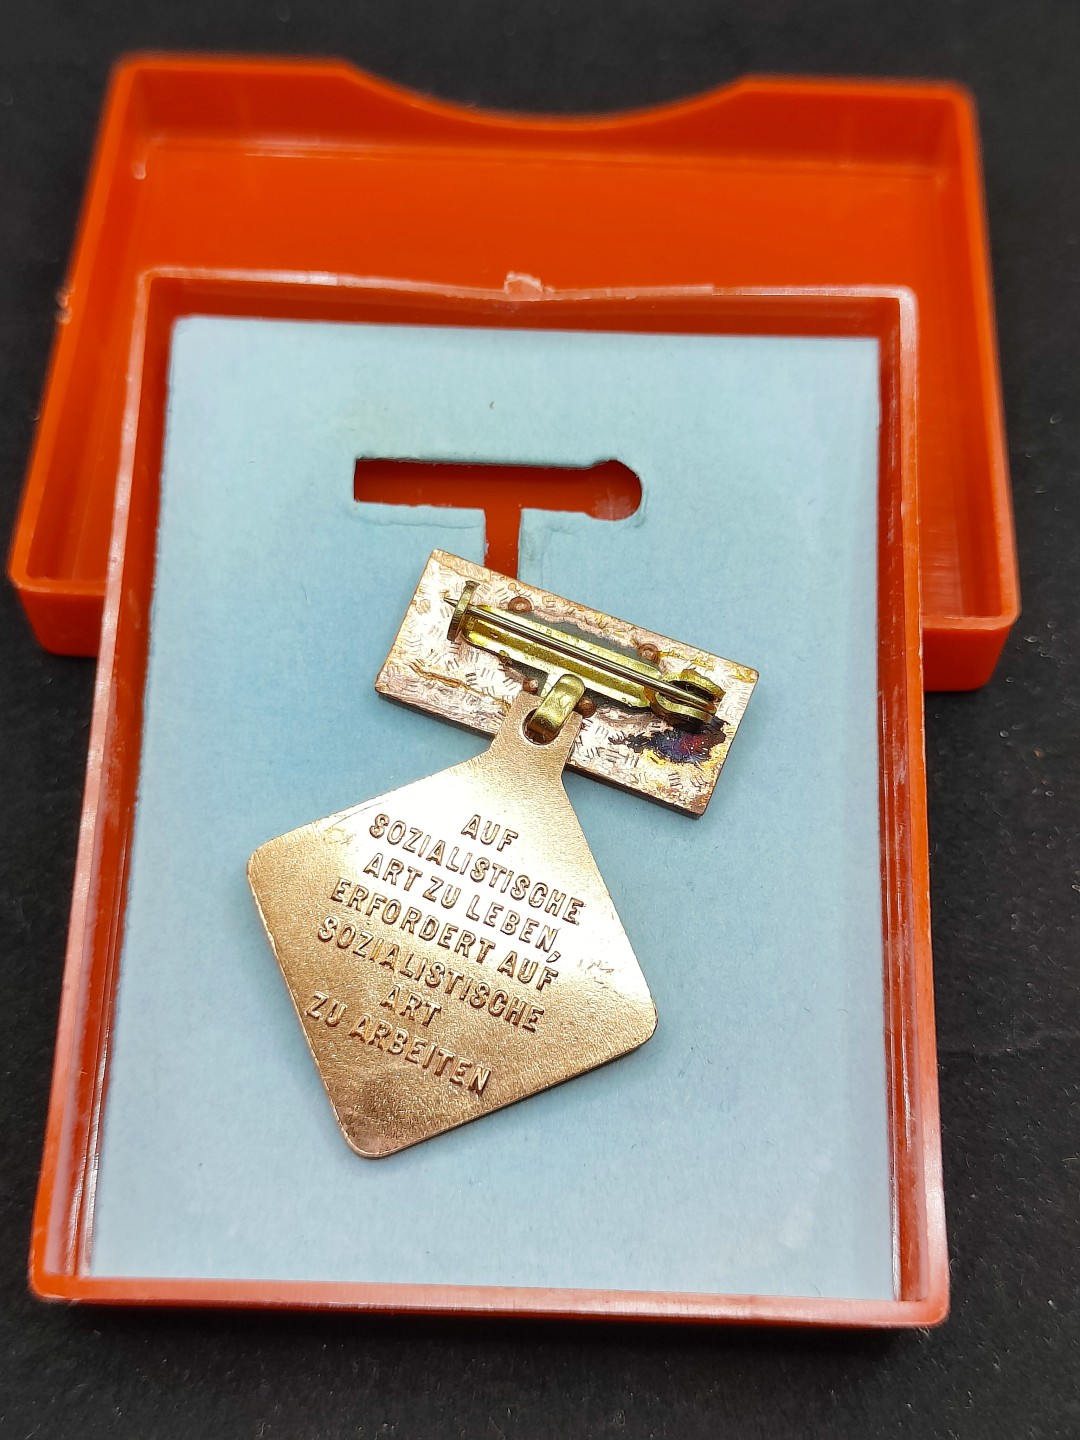 AUF
SOZIALISTISCHE
ART ZU LEBEN,
ERFORDERT AUF
SOZIALISTISCHE
ART
ZU ARBEITEN